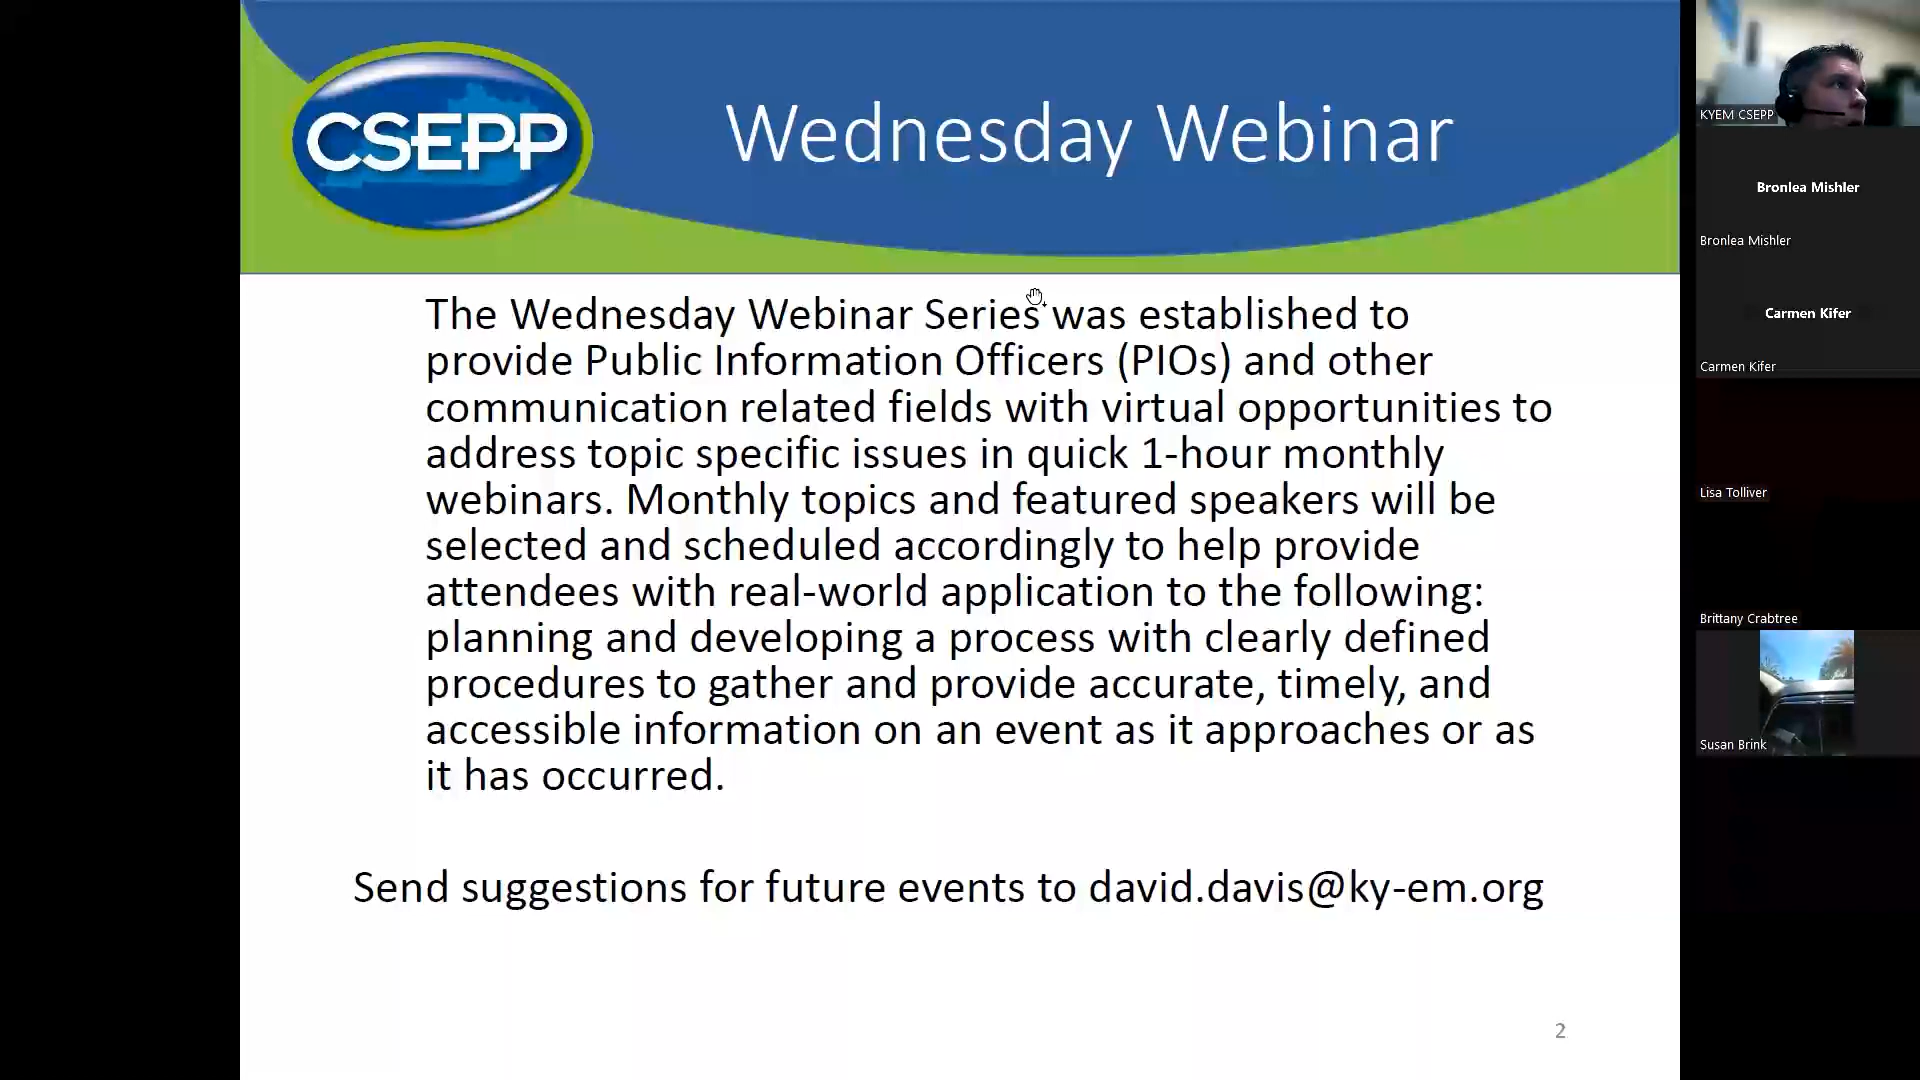 CSEPP
Wednesday Webinar
The Wednesday Webinar Series was established to
provide Public Information Officers (PIOs) and other
communication related fields with virtual opportunities to
address topic specific issues in quick 1-hour monthly
webinars. Monthly topics and featured speakers will be
selected and scheduled accordingly to help provide
attendees with real-world application to the following:
planning and developing a process with clearly defined
procedures to gather and provide accurate, timely, and
accessible information on an event as it approaches or as
it has occurred.
Send suggestions for future events to david.davis@ky-em.org
2
KYEM CSEPP
Bronlea Mishler
Bronlea Mishler
Carmen Kifer
Carmen Kifer
Lisa Tolliver
Brittany Crabtree
Susan Brink